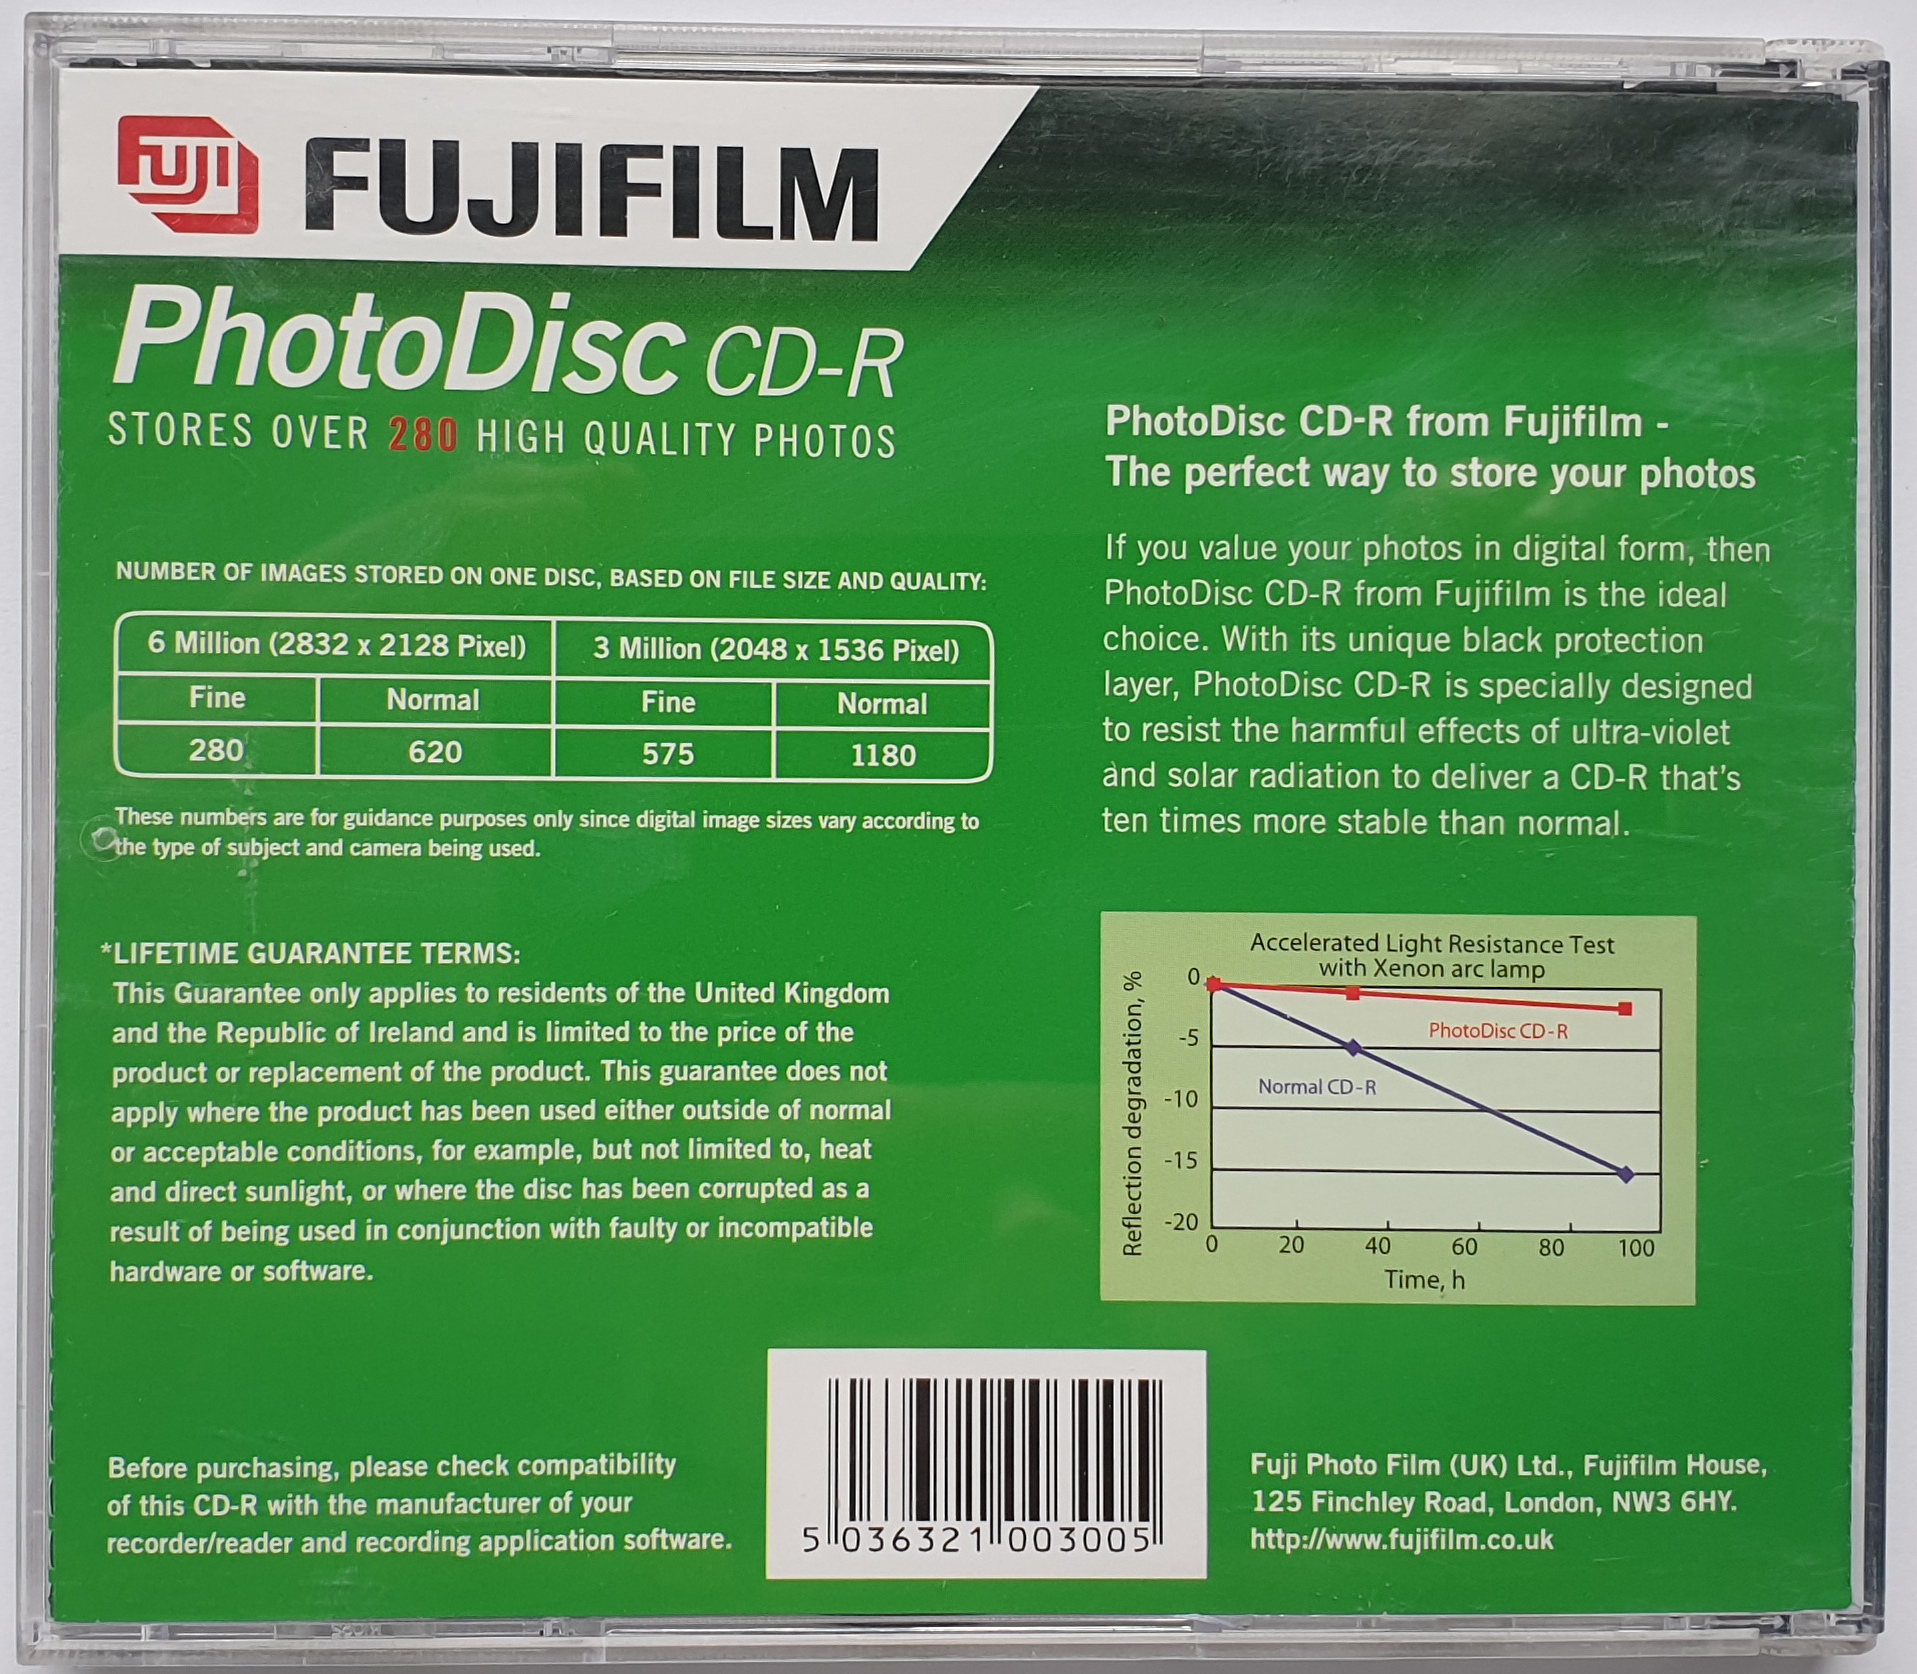 FUJI FUJIFILM
PhotoDisc CD-R
STORES OVER 280 HIGH QUALITY PHOTOS
NUMBER OF IMAGES STORED ON ONE DISC, BASED ON FILE SIZE AND QUALITY:
6 Million (2832 x 2128 Pixel) 3 Million (2048 x 1536 Pixel)
Fine Normal Fine Normal
280 620 575 1180
These numbers are for guidance purposes only since digital image sizes vary according to
the type of subject and camera being used.
*LIFETIME GUARANTEE TERMS:
This Guarantee only applies to residents of the United Kingdom
and the Republic of Ireland and is limited to the price of the
product or replacement of the product. This guarantee does not
apply where the product has been used either outside of normal
or acceptable conditions, for example, but not limited to, heat
and direct sunlight, or where the disc has been corrupted as a
result of being used in conjunction with faulty or incompatible
hardware or software.
PhotoDisc CD-R from Fujifilm -
The perfect way to store your photos
If you value your photos in digital form, then
PhotoDisc CD-R from Fujifilm is the ideal
choice. With its unique black protection
layer, PhotoDisc CD-R is specially designed
to resist the harmful effects of ultra-violet
and solar radiation to deliver a CD-R that's
ten times more stable than normal.
Accelerated Light Resistance Test
with Xenon arc lamp
Reflection degradation, %
0
-5
-10
-15
-20
PhotoDisc CD-R
Normal CD-R
0 20 40 60 80 100
Time, h
Before purchasing, please check compatibility
of this CD-R with the manufacturer of your
recorder/reader and recording application software.
5 036321 003005
Fuji Photo Film (UK) Ltd., Fujifilm House,
125 Finchley Road, London, NW3 6HY.
http://www.fujifilm.co.uk